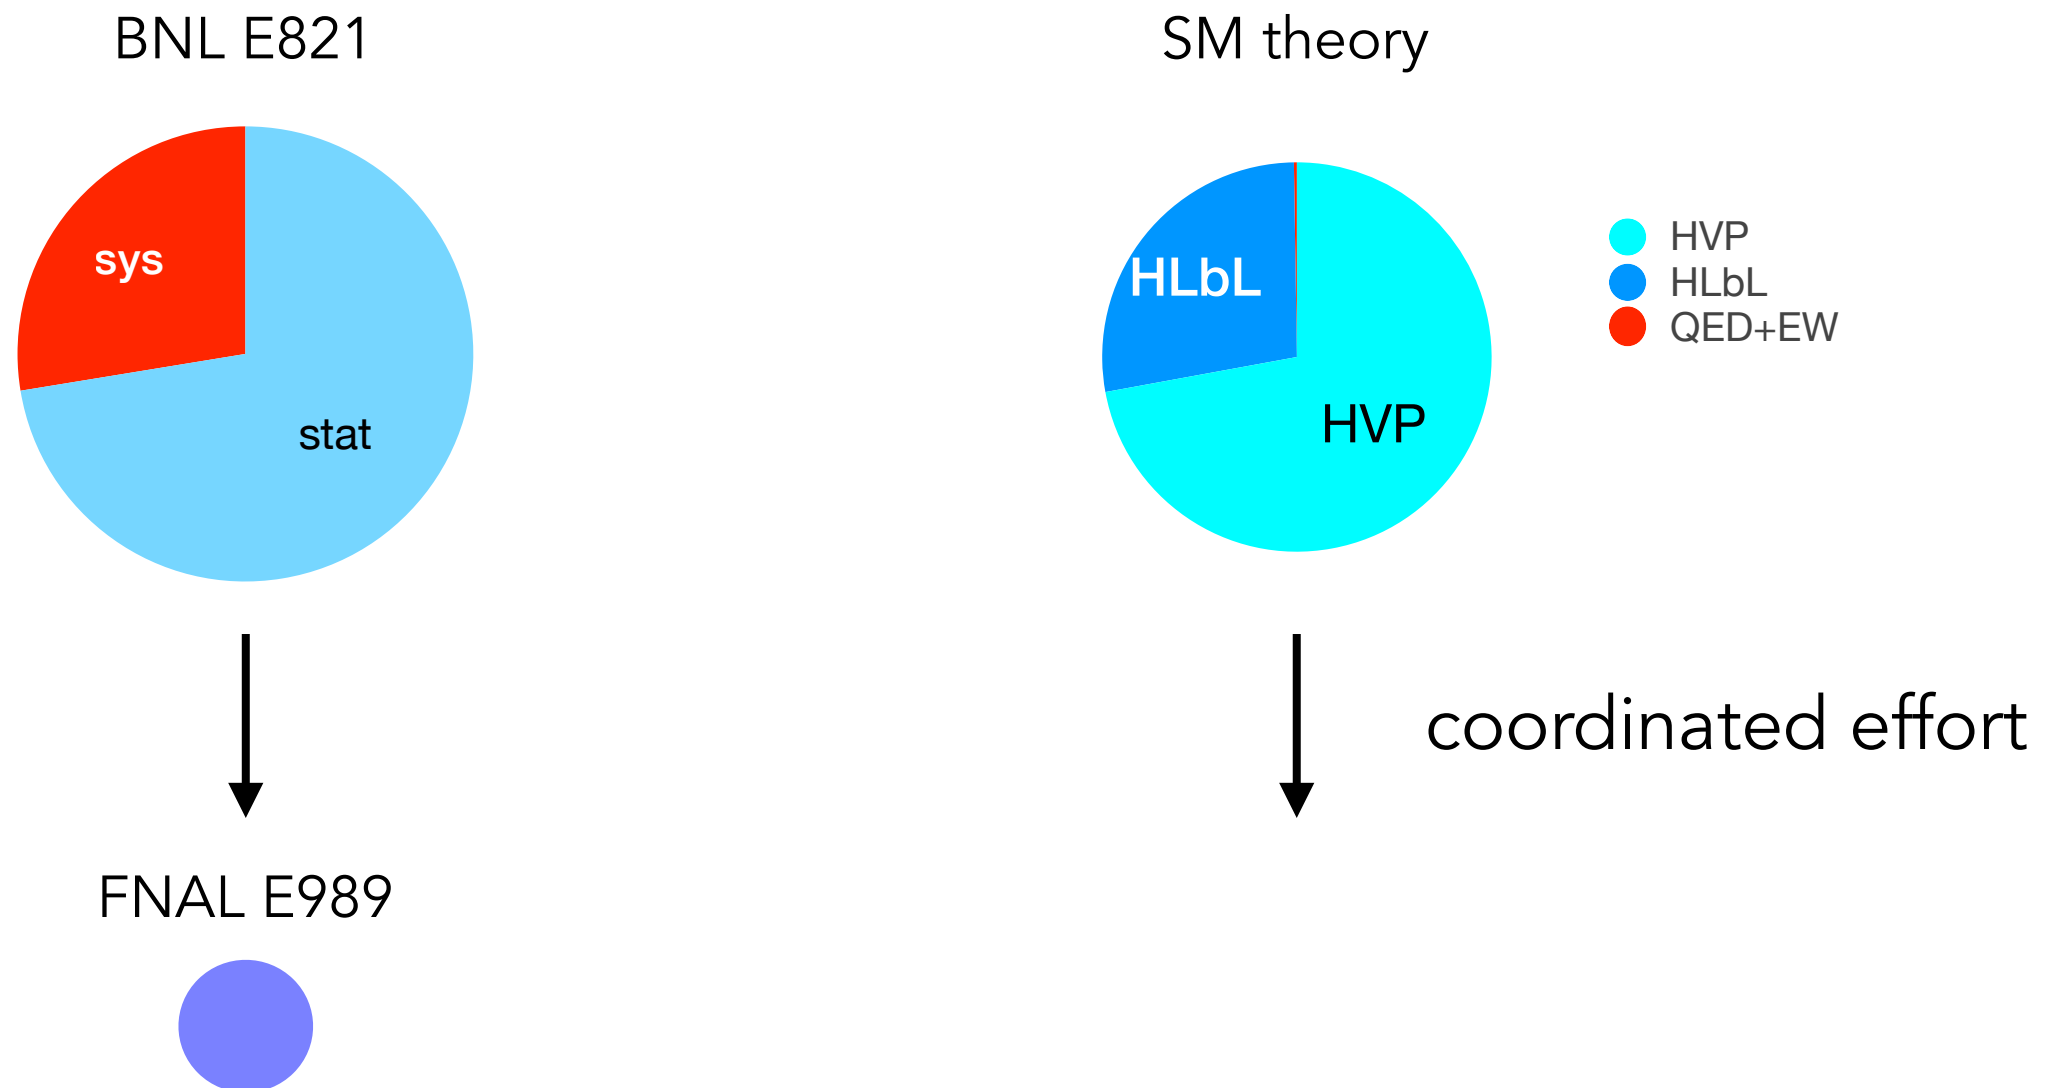 BNL E821
SM theory
sys
stat
HLbL
HVP
HVP
HLbL
QED+EW
coordinated effort
FNAL E989